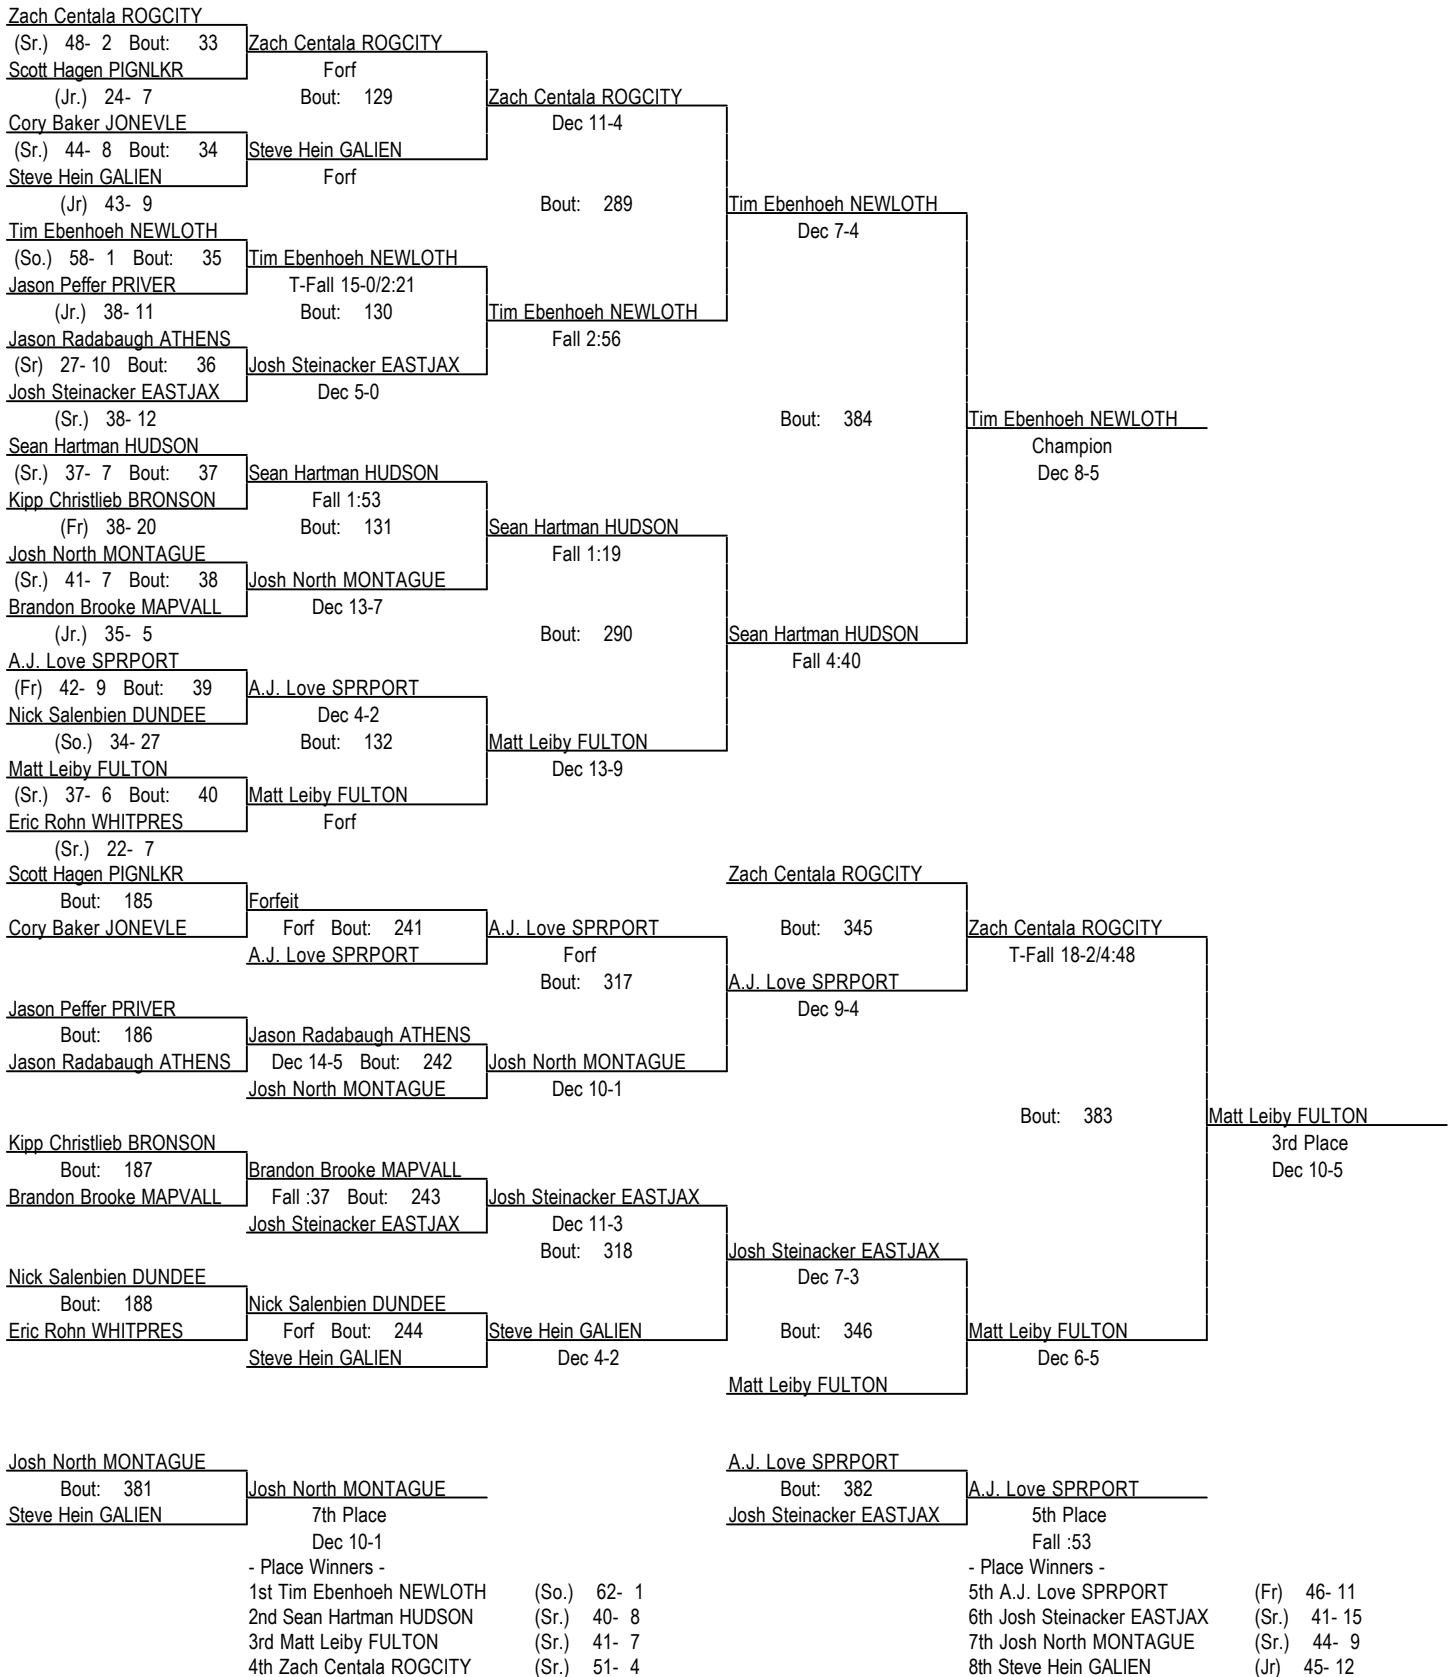 Zach Centala ROGCITY
(Sr.) 48- 2 Bout: 33 Zach Centala ROGCITY
Scott Hagen PIGNLKR Forf
(Jr.) 24- 7 Bout: 129 Zach Centala ROGCITY
Cory Baker JONEVLE Dec 11-4
(Sr.) 44- 8 Bout: 34 Steve Hein GALIEN
Steve Hein GALIEN Forf
(Jr) 43- 9 Bout: 289 Tim Ebenhoeh NEWLOTH
Tim Ebenhoeh NEWLOTH Dec 7-4
(So.) 58- 1 Bout: 35 Tim Ebenhoeh NEWLOTH
Jason Peffer PRIVER T-Fall 15-0/2:21
(Jr.) 38- 11 Bout: 130 Tim Ebenhoeh NEWLOTH
Jason Radabaugh ATHENS Fall 2:56
(Sr) 27- 10 Bout: 36 Josh Steinacker EASTJAX
Josh Steinacker EASTJAX Dec 5-0
(Sr.) 38- 12 Bout: 384 Tim Ebenhoeh NEWLOTH
Sean Hartman HUDSON Champion
(Sr.) 37- 7 Bout: 37 Sean Hartman HUDSON Dec 8-5
Kipp Christlieb BRONSON Fall 1:53
(Fr) 38- 20 Bout: 131 Sean Hartman HUDSON
Josh North MONTAGUE Fall 1:19
(Sr.) 41- 7 Bout: 38 Josh North MONTAGUE
Brandon Brooke MAPVALL Dec 13-7
(Jr.) 35- 5 Bout: 290 Sean Hartman HUDSON
A.J. Love SPRPORT Fall 4:40
(Fr) 42- 9 Bout: 39 A.J. Love SPRPORT
Nick Salenbien DUNDEE Dec 4-2
(So.) 34- 27 Bout: 132 Matt Leiby FULTON
Matt Leiby FULTON Dec 13-9
(Sr.) 37- 6 Bout: 40 Matt Leiby FULTON
Eric Rohn WHITPRES Forf
(Sr.) 22- 7
Scott Hagen PIGNLKR Zach Centala ROGCITY
Bout: 185 Forfeit
Cory Baker JONEVLE Forf Bout: 241 A.J. Love SPRPORT Bout: 345 Zach Centala ROGCITY
A.J. Love SPRPORT Forf T-Fall 18-2/4:48
Bout: 317 A.J. Love SPRPORT
Jason Peffer PRIVER Dec 9-4
Bout: 186 Jason Radabaugh ATHENS
Jason Radabaugh ATHENS Dec 14-5 Bout: 242 Josh North MONTAGUE
Josh North MONTAGUE Dec 10-1
Bout: 383 Matt Leiby FULTON
Kipp Christlieb BRONSON 3rd Place
Bout: 187 Brandon Brooke MAPVALL Dec 10-5
Brandon Brooke MAPVALL Fall :37 Bout: 243 Josh Steinacker EASTJAX
Josh Steinacker EASTJAX Dec 11-3
Bout: 318 Josh Steinacker EASTJAX
Nick Salenbien DUNDEE Dec 7-3
Bout: 188 Nick Salenbien DUNDEE
Eric Rohn WHITPRES Forf Bout: 244 Steve Hein GALIEN Bout: 346 Matt Leiby FULTON
Steve Hein GALIEN Dec 4-2 Dec 6-5
Matt Leiby FULTON
Josh North MONTAGUE A.J. Love SPRPORT
Bout: 381 Josh North MONTAGUE Bout: 382 A.J. Love SPRPORT
Steve Hein GALIEN 7th Place Josh Steinacker EASTJAX 5th Place
Dec 10-1 Fall :53
- Place Winners - - Place Winners -
1st Tim Ebenhoeh NEWLOTH (So.) 62- 1 5th A.J. Love SPRPORT (Fr) 46- 11
2nd Sean Hartman HUDSON (Sr.) 40- 8 6th Josh Steinacker EASTJAX (Sr.) 41- 15
3rd Matt Leiby FULTON (Sr.) 41- 7 7th Josh North MONTAGUE (Sr.) 44- 9
4th Zach Centala ROGCITY (Sr.) 51- 4 8th Steve Hein GALIEN (Jr) 45- 12